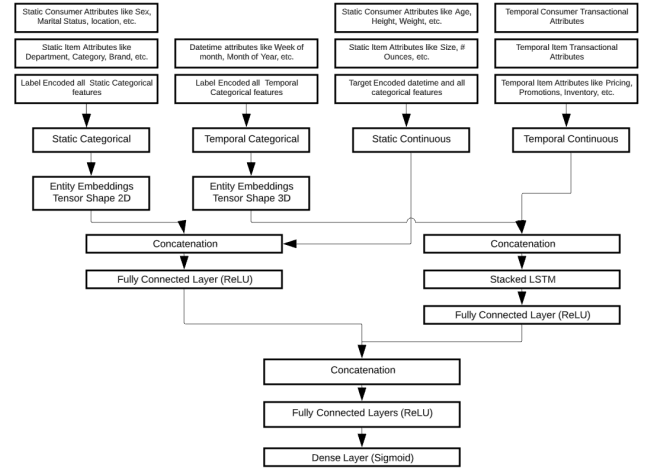 Static Consumer Attributes like Sex,
Marital Status, location, etc.
Static Consumer Attributes like Age,
Height, Weight, etc.
Temporal Consumer Transactional
Attributes
Static Item Attributes like
Department, Category, Brand, etc.
Datetime attributes like Week of
month, Month of Year, etc.
Static Item Attributes like Size, #
Ounces, etc.
Temporal Item Transactional
Attributes
Label Encoded all Static Categorical
features
Label Encoded all Temporal
Categorical features
Target Encoded datetime and all
categorical features
Temporal Item Attributes like Pricing,
Promotions, Inventory, etc.
Static Categorical
Temporal Categorical
Static Continuous
Temporal Continuous
Entity Embeddings
Tensor Shape 2D
Entity Embeddings
Tensor Shape 3D
Concatenation
Concatenation
Fully Connected Layer (ReLU)
Stacked LSTM
Fully Connected Layer (ReLU)
Concatenation
Fully Connected Layers (ReLU)
Dense Layer (Sigmoid)